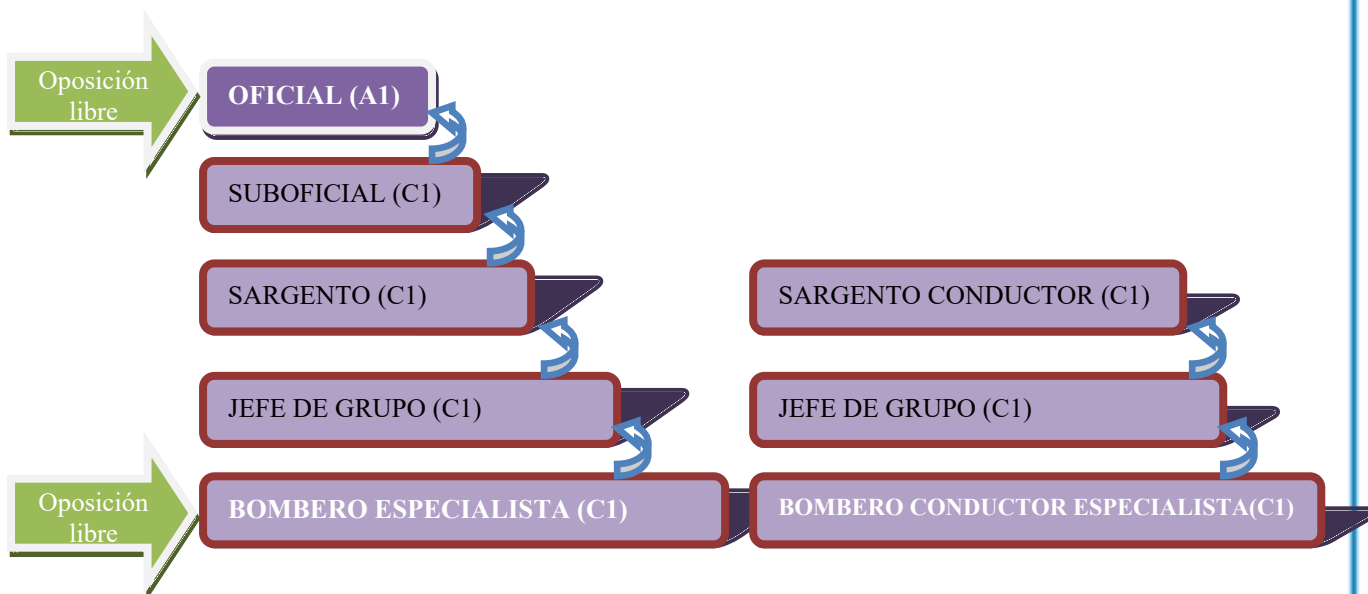 Oposición
libre
OFICIAL (A1)
SUBOFICIAL (C1)
SARGENTO (C1)
SARGENTO CONDUCTOR (C1)
JEFE DE GRUPO (C1)
JEFE DE GRUPO (C1)
Oposición
libre
BOMBERO ESPECIALISTA (C1)
BOMBERO CONDUCTOR ESPECIALISTA(C1)